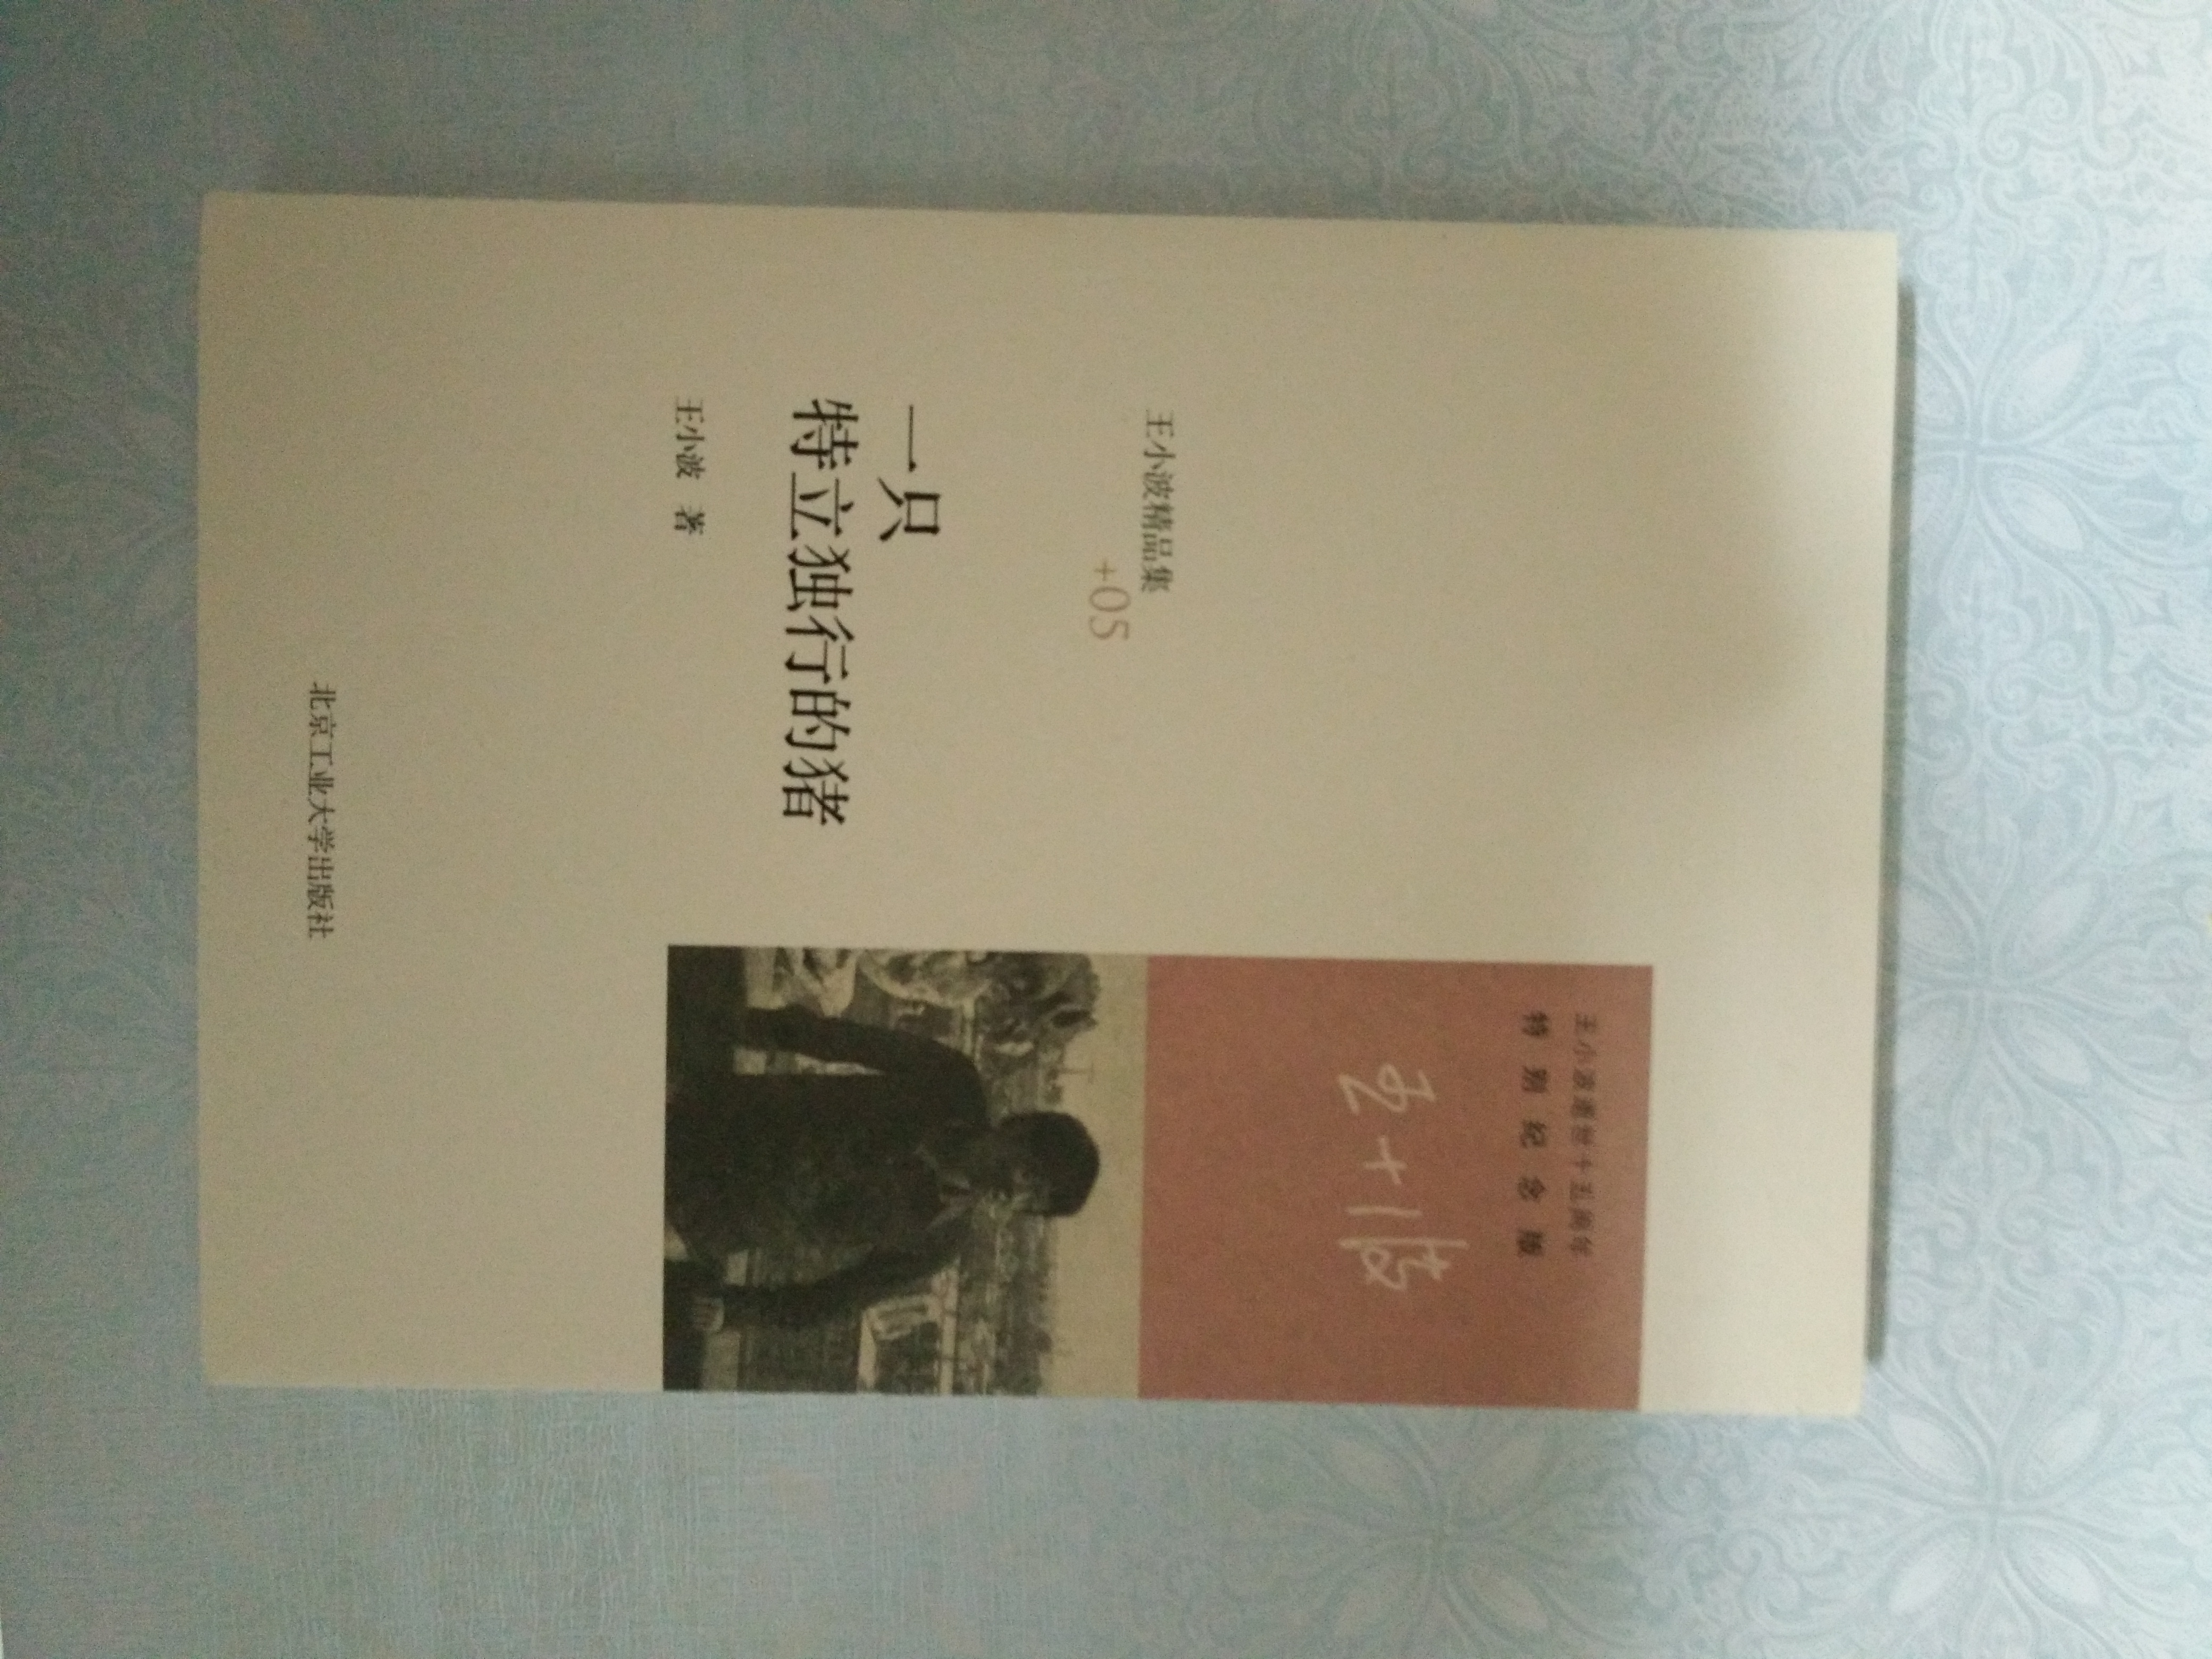 王小波逝世十五周年
特别纪念版
王小波
王小波精品集
+05
一只
特立独行的猪
王小波 著
北京工业大学出版社